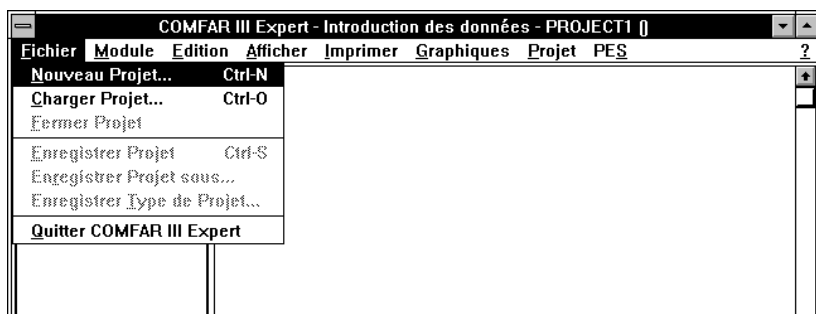 COMFAR III Expert - Introduction des données - PROJECT1 ()
Fichier Module Edition Afficher Imprimer Graphiques Projet PES ?
Nouveau Projet... Ctrl-N
Charger Projet... Ctrl-O
Fermer Projet
Enregistrer Projet Ctrl-S
Enregistrer Projet sous...
Enregistrer Type de Projet...
Quitter COMFAR III Expert